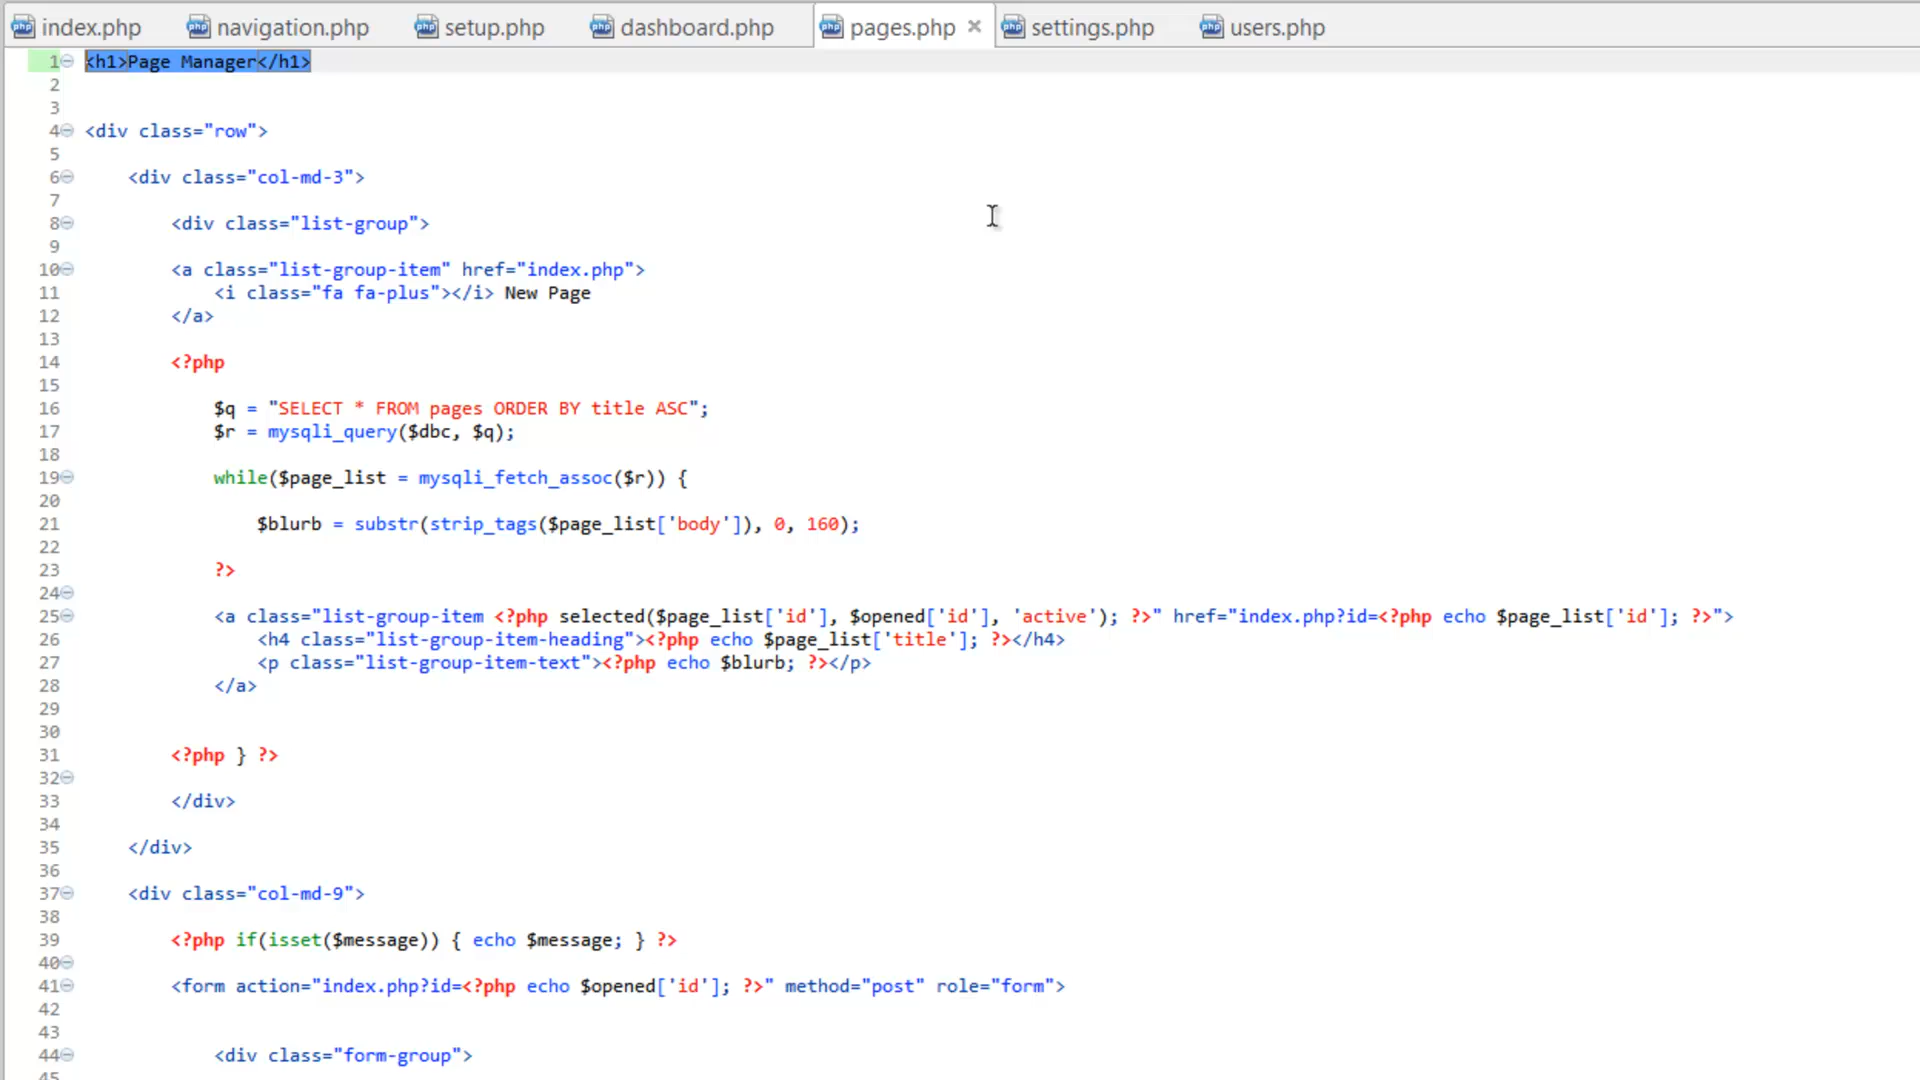 index.php navigation.php setup.php dashboard.php pages.php settings.php users.php
1 <h1>Page Manager</h1>
2
3
4 <div class="row">
5
6 <div class="col-md-3">
7
8 <div class="list-group">
9
10 <a class="list-group-item" href="index.php">
11 <i class="fa fa-plus"></i> New Page
12 </a>
13
14 <?php
15
16 $q = "SELECT * FROM pages ORDER BY title ASC";
17 $r = mysqli_query($dbc, $q);
18
19 while($page_list = mysqli_fetch_assoc($r)) {
20
21 $blurb = substr(strip_tags($page_list['body']), 0, 160);
22
23 ?>
24
25 <a class="list-group-item <?php selected($page_list['id'], $opened['id'], 'active'); ?>" href="index.php?id=<?php echo $page_list['id']; ?>">
26 <h4 class="list-group-item-heading"><?php echo $page_list['title']; ?></h4>
27 <p class="list-group-item-text"><?php echo $blurb; ?></p>
28 </a>
29
30
31 <?php } ?>
32
33 </div>
34
35 </div>
36
37 <div class="col-md-9">
38
39 <?php if(isset($message)) { echo $message; } ?>
40
41 <form action="index.php?id=<?php echo $opened['id']; ?>" method="post" role="form">
42
43
44 <div class="form-group">
45